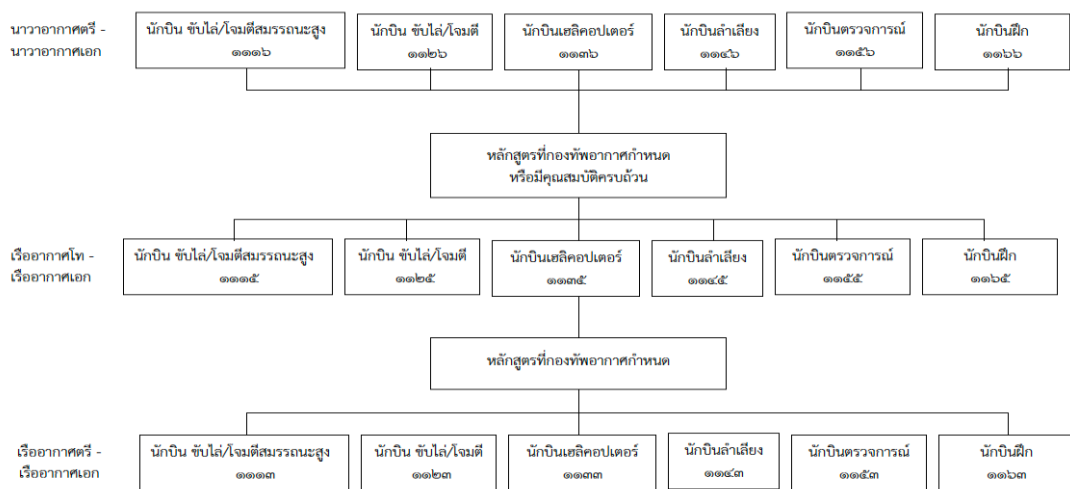 นาวาอากาศตรี -
นาวาอากาศเอก
นักบิน ขับไล่/โจมตีสมรรถนะสูง
๑๑๑๖
นักบิน ขับไล่/โจมตี
๑๑๒๖
นักบินเฮลิคอปเตอร์
๑๑๓๖
นักบินลำเลียง
๑๑๔๖
นักบินตรวจการณ์
๑๑๕๖
นักบินฝึก
๑๑๖๖
หลักสูตรที่กองทัพอากาศกำหนด
หรือมีคุณสมบัติครบถ้วน
เรืออากาศโท -
เรืออากาศเอก
นักบิน ขับไล่/โจมตีสมรรถนะสูง
๑๑๑๕
นักบิน ขับไล่/โจมตี
๑๑๒๕
นักบินเฮลิคอปเตอร์
๑๑๓๕
นักบินลำเลียง
๑๑๔๕
นักบินตรวจการณ์
๑๑๕๕
นักบินฝึก
๑๑๖๕
หลักสูตรที่กองทัพอากาศกำหนด
เรืออากาศตรี -
เรืออากาศเอก
นักบิน ขับไล่/โจมตีสมรรถนะสูง
๑๑๑๓
นักบิน ขับไล่/โจมตี
๑๑๒๓
นักบินเฮลิคอปเตอร์
๑๑๓๓
นักบินลำเลียง
๑๑๔๓
นักบินตรวจการณ์
๑๑๕๓
นักบินฝึก
๑๑๖๓